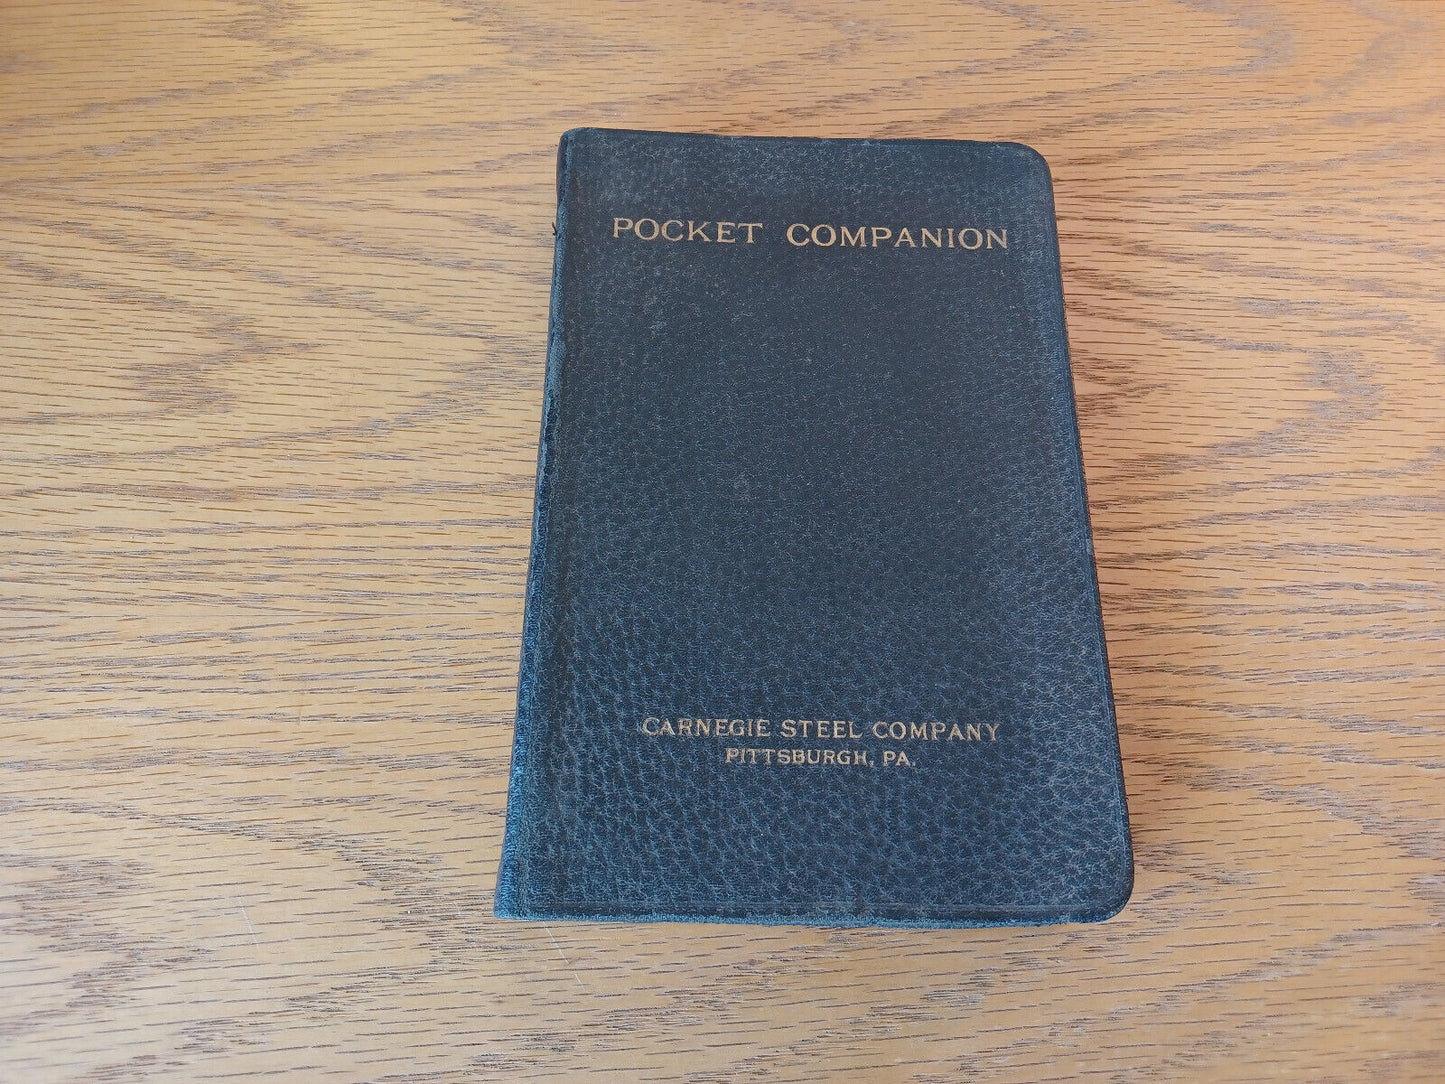 POCKET COMPANION
CARNEGIE STEEL COMPANY
PITTSBURGH, PA.